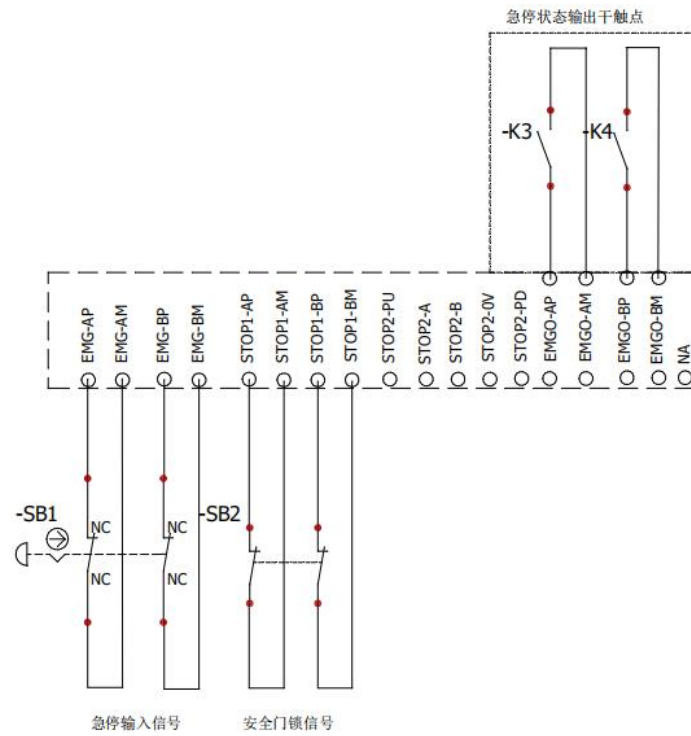 急停状态输出干触点
-K3
-K4
EMG-AP
EMG-AM
EMG-BP
EMG-BM
STOP1-AP
STOP1-AM
STOP1-BP
STOP1-BM
STOP2-PU
STOP2-A
STOP2-B
STOP2-0V
STOP2-PD
EMGO-AP
EMGO-AM
EMGO-BP
EMGO-BM
NA
-SB1
NC
NC
-SB2
NC
NC
急停输入信号
安全门锁信号